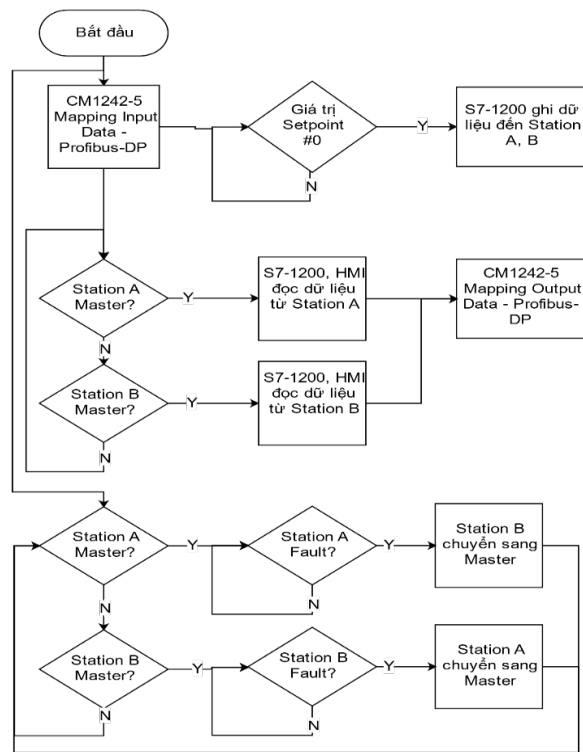 Bắt đầu
CM1242-5
Mapping Input
Data -
Profibus-DP
Giá trị
Setpoint
#0
Y
N
S7-1200 ghi dữ
liệu đến Station
A, B
Station A
Master?
Y
N
S7-1200, HMI
đọc dữ liệu
từ Station A
CM1242-5
Mapping Output
Data - Profibus-
DP
Station B
Master?
Y
N
S7-1200, HMI
đọc dữ liệu
từ Station B
Station A
Master?
Y
N
Station A
Fault?
Y
N
Station B
chuyển sang
Master
Station B
Master?
Y
N
Station B
Fault?
Y
N
Station A
chuyển sang
Master